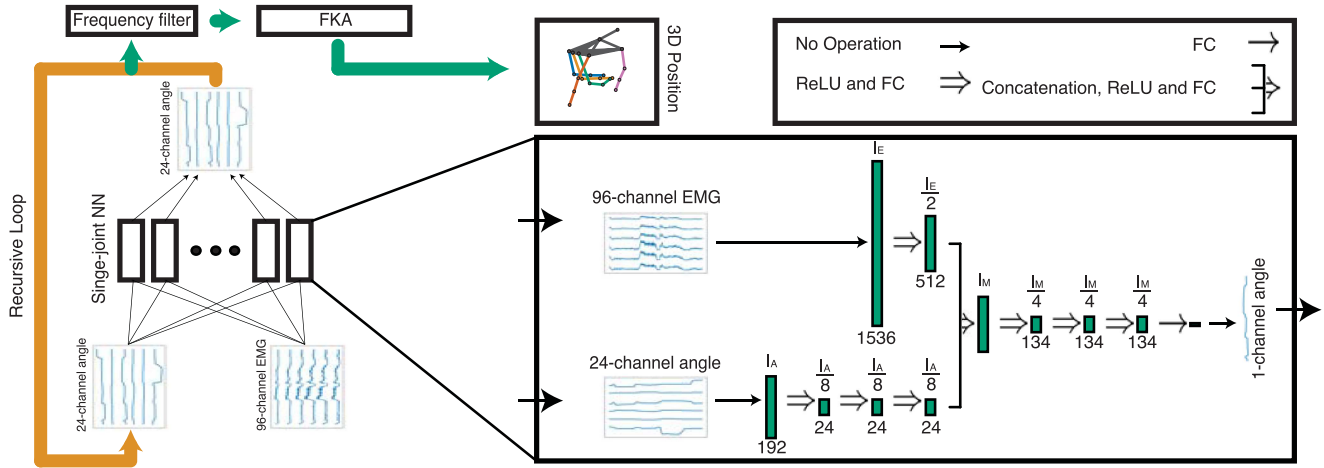 Frequency filter
FKA
3D Position
No Operation
FC
ReLU and FC
Concatenation, ReLU and FC
24-channel angle
Recursive Loop
Singe-joint NN
24-channel angle
96-channel EMG
96-channel EMG
I_E
1536
I_E
2
512
24-channel angle
I_A
192
I_A
8
24
I_A
8
24
I_A
8
24
I_M
I_M
4
134
I_M
4
134
I_M
4
134
1-channel angle